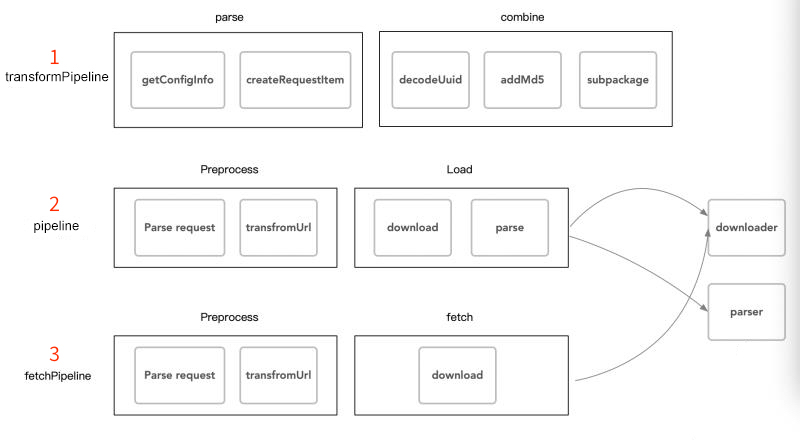 parse
combine
1
transformPipeline
getConfigInfo
createRequestItem
decodeUuid
addMd5
subpackage
Preprocess
Load
2
pipeline
Parse request
transfromUrl
download
parse
downloader
parser
Preprocess
fetch
3
fetchPipeline
Parse request
transfromUrl
download